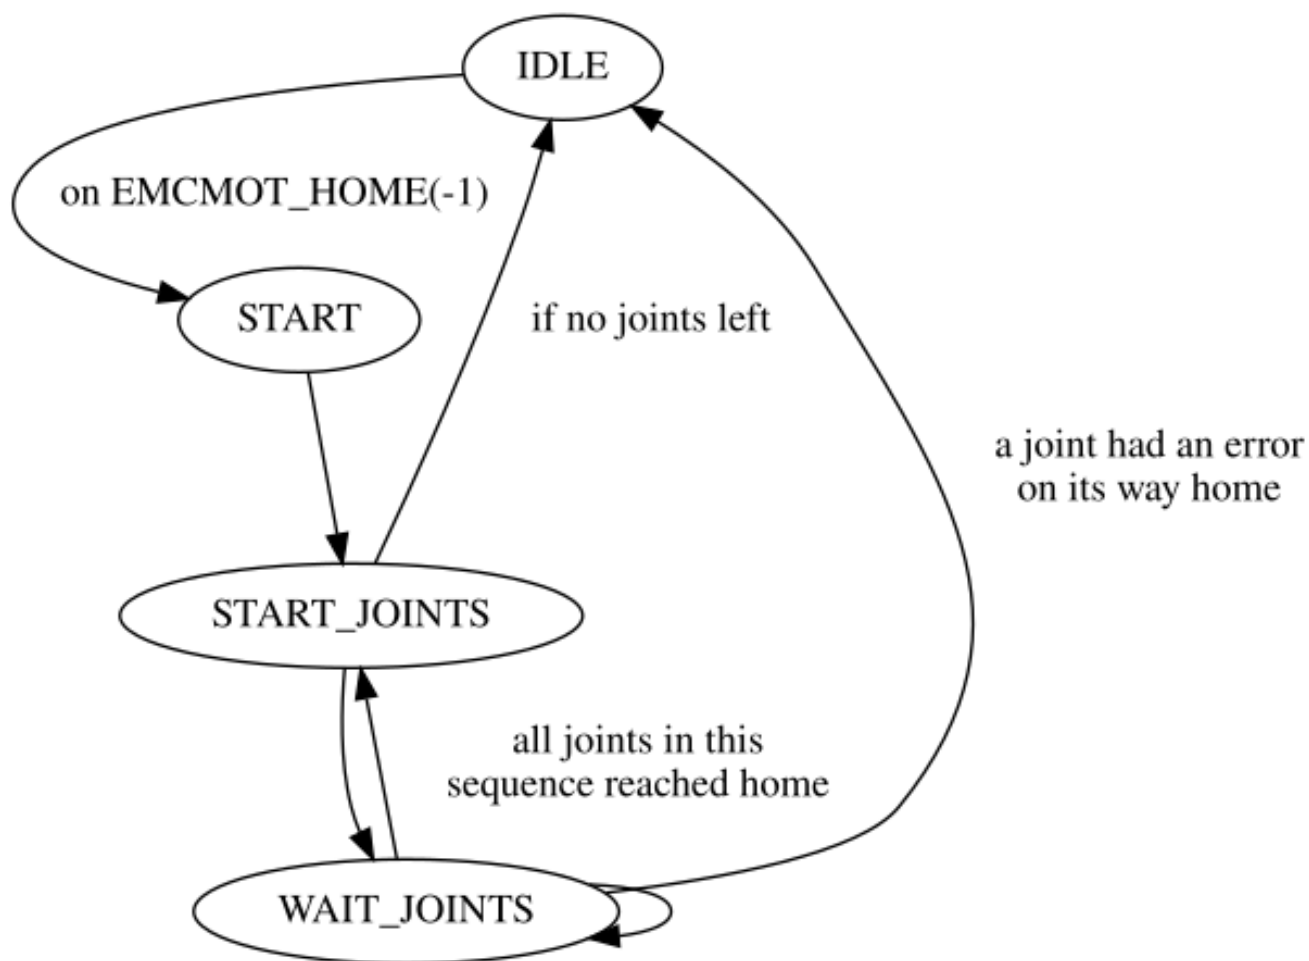 IDLE
on EMCMOT_HOME(-1)
START
if no joints left
a joint had an error
on its way home
START_JOINTS
all joints in this
sequence reached home
WAIT_JOINTS